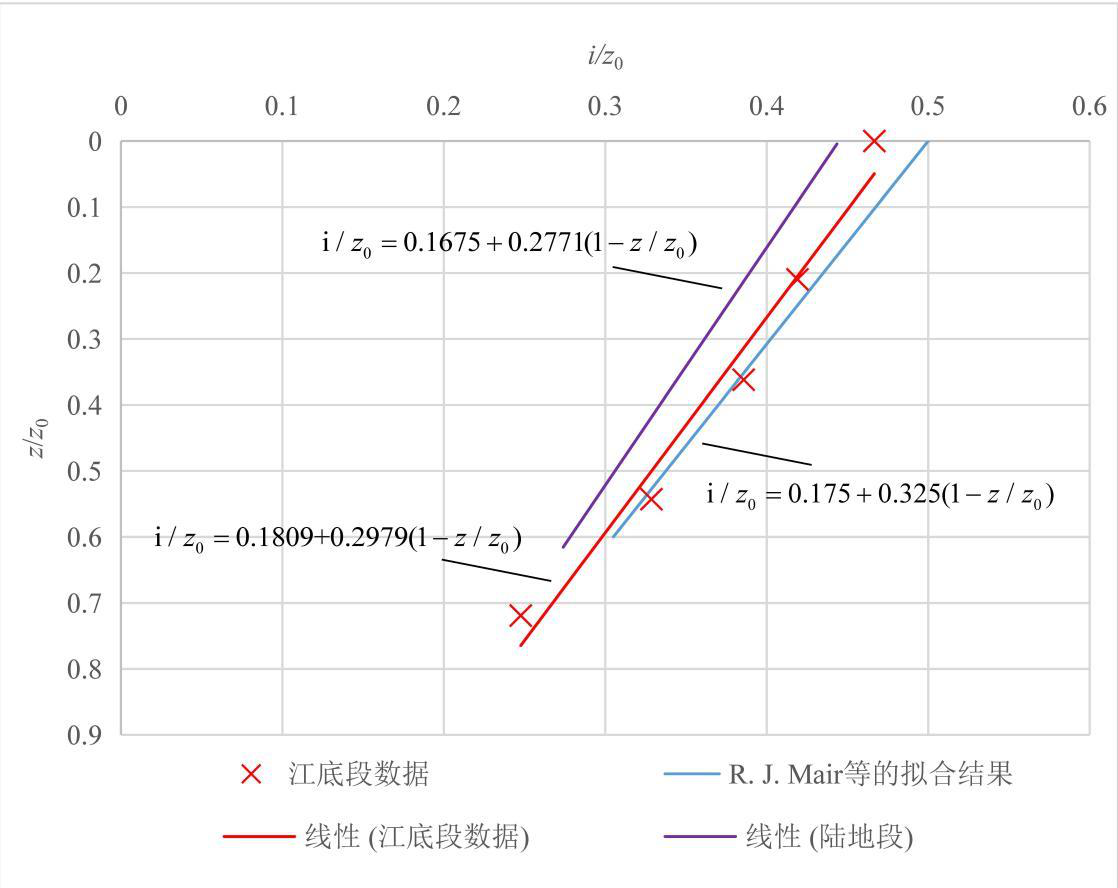 i/z₀
0 0.1 0.2 0.3 0.4 0.5 0.6
0
0.1
0.2
0.3
0.4
0.5
0.6
0.7
0.8
0.9
z/z₀
i / z₀ = 0.1675 + 0.2771(1 − z / z₀)
i / z₀ = 0.175 + 0.325(1 − z / z₀)
i / z₀ = 0.1809+0.2979(1 − z / z₀)
江底段数据 R. J. Mair等的拟合结果
线性 (江底段数据) 线性 (陆地段)